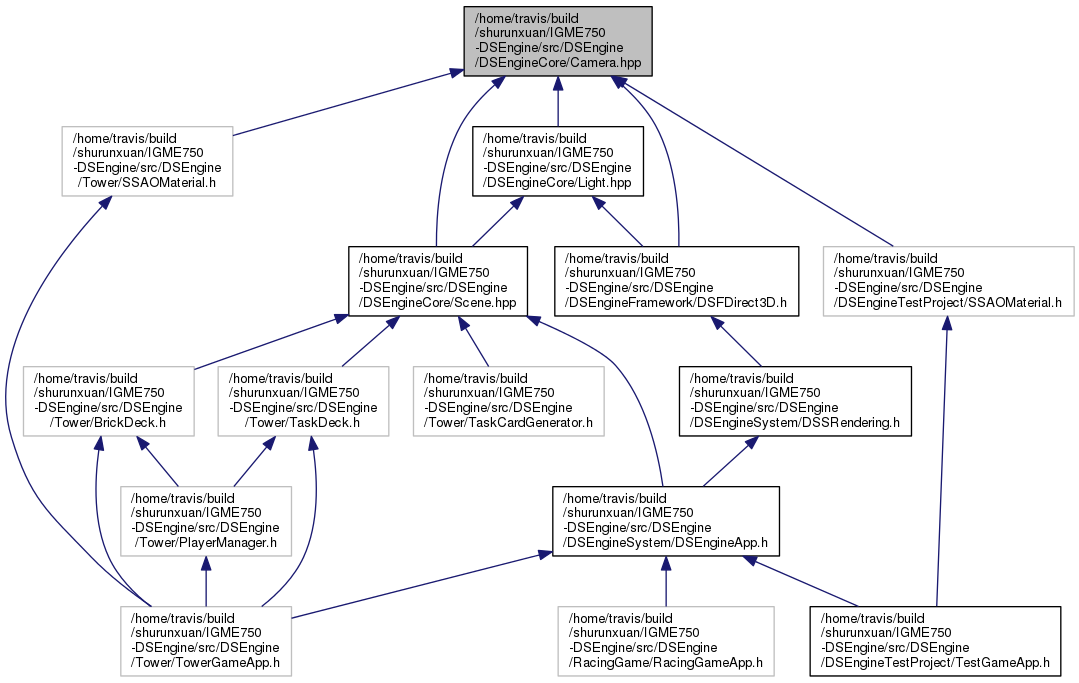 /home/travis/build
/shurunxuan/IGME750
-DSEngine/src/DSEngine
/DSEngineCore/Camera.hpp
/home/travis/build
/shurunxuan/IGME750
-DSEngine/src/DSEngine
/Tower/SSAOMaterial.h
/home/travis/build
/shurunxuan/IGME750
-DSEngine/src/DSEngine
/DSEngineCore/Light.hpp
/home/travis/build
/shurunxuan/IGME750
-DSEngine/src/DSEngine
/DSEngineCore/Scene.hpp
/home/travis/build
/shurunxuan/IGME750
-DSEngine/src/DSEngine
/DSEngineFramework/DSFDirect3D.h
/home/travis/build
/shurunxuan/IGME750
-DSEngine/src/DSEngine
/DSEngineTestProject/SSAOMaterial.h
/home/travis/build
/shurunxuan/IGME750
-DSEngine/src/DSEngine
/Tower/BrickDeck.h
/home/travis/build
/shurunxuan/IGME750
-DSEngine/src/DSEngine
/Tower/TaskDeck.h
/home/travis/build
/shurunxuan/IGME750
-DSEngine/src/DSEngine
/Tower/TaskCardGenerator.h
/home/travis/build
/shurunxuan/IGME750
-DSEngine/src/DSEngine
/DSEngineSystem/DSSRendering.h
/home/travis/build
/shurunxuan/IGME750
-DSEngine/src/DSEngine
/Tower/PlayerManager.h
/home/travis/build
/shurunxuan/IGME750
-DSEngine/src/DSEngine
/DSEngineSystem/DSEngineApp.h
/home/travis/build
/shurunxuan/IGME750
-DSEngine/src/DSEngine
/Tower/TowerGameApp.h
/home/travis/build
/shurunxuan/IGME750
-DSEngine/src/DSEngine
/RacingGame/RacingGameApp.h
/home/travis/build
/shurunxuan/IGME750
-DSEngine/src/DSEngine
/DSEngineTestProject/TestGameApp.h